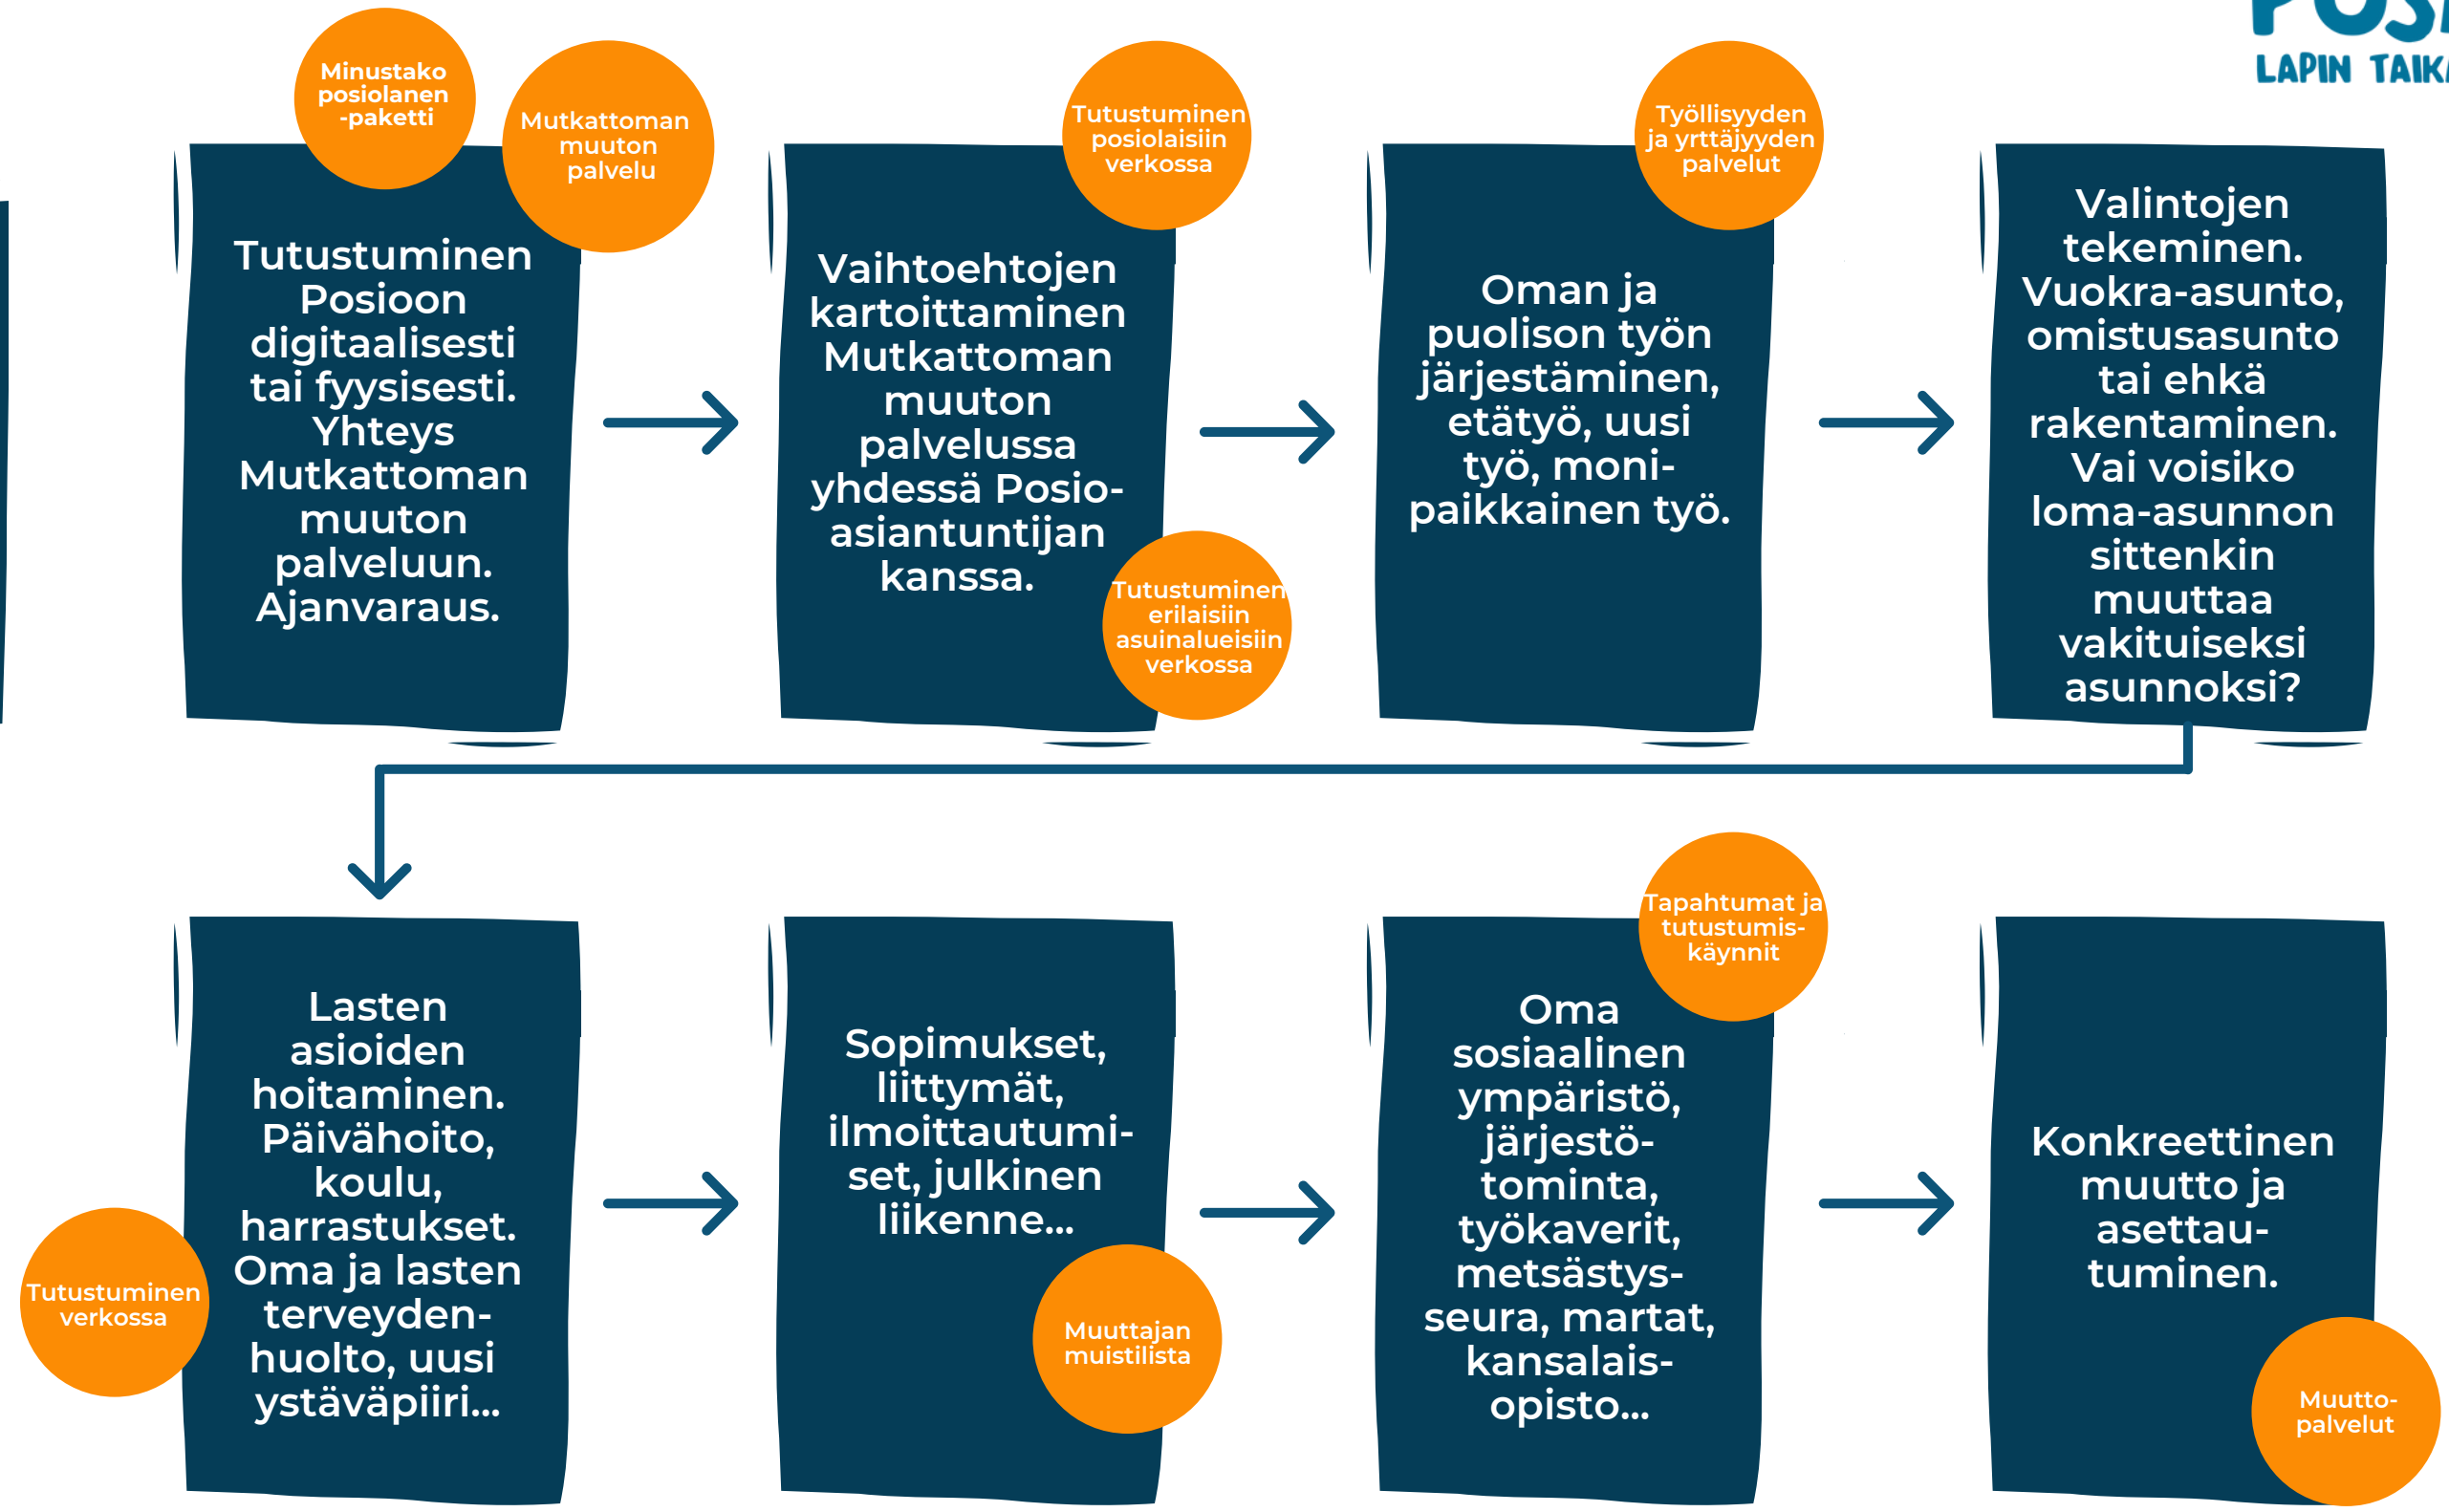 LAPIN
Minustako
posiolanen
-paketti
Mutkattoman
muuton
palvelu
Tutustuminen
Posioon
digitaalisesti
tai fyysisesti.
Yhteys
Mutkattoman
muuton
palveluun.
Ajanvaraus.
Tutustuminen
posiolaisiin
verkossa
Vaihtoehtojen
kartoittaminen
Mutkattoman
muuton
palvelussa
yhdessä Posio-
asiantuntijan
kanssa.
Tutustuminen
erilaisiin
asuinalueisiin
verkossa
Työllisyyden
ja yrttäjyyden
palvelut
Oman ja
puolison työn
järjestäminen,
etätyö, uusi
työ, moni-
paikkainen työ.
Valintojen
tekeminen.
Vuokra-asunto,
omistusasunto
tai ehkä
rakentaminen.
Vai voisiko
loma-asunnon
sittenkin
muuttaa
vakituiseksi
asunnoksi?
Lasten
asioiden
hoitaminen.
Päivähoito,
koulu,
harrastukset.
Oma ja lasten
terveyden-
huolto, uusi
ystäväpiiri...
Tutustuminen
verkossa
Sopimukset,
liittymät,
ilmoittautumi-
set, julkinen
liikenne...
Muuttajan
muistilista
Tapahtumat ja
tutustumis-
käynnit
Oma
sosiaalinen
ympäristö,
järjestö-
tominta,
työkaverit,
metsästys-
seura, martat,
kansalais-
opisto...
Konkreettinen
muutto ja
asettau-
tuminen.
Muutto-
palvelut